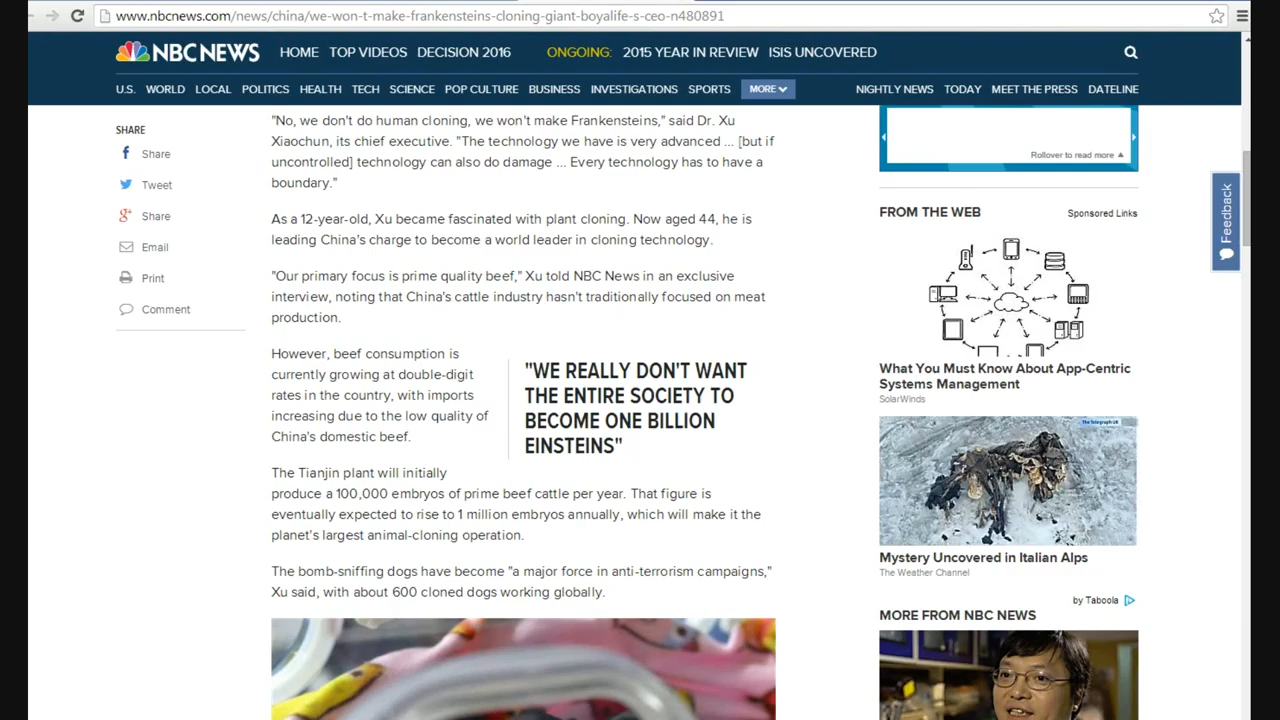 www.nbcnews.com/news/china/we-won-t-make-frankensteins-cloning-giant-boyalife-s-ceo-n480891
NBC NEWS HOME TOP VIDEOS DECISION 2016 ONGOING: 2015 YEAR IN REVIEW ISIS UNCOVERED
U.S. WORLD LOCAL POLITICS HEALTH TECH SCIENCE POP CULTURE BUSINESS INVESTIGATIONS SPORTS MORE NIGHTLY NEWS TODAY MEET THE PRESS DATELINE
SHARE
Share
Tweet
Share
Email
Print
Comment
"No, we don't do human cloning, we won't make Frankensteins," said Dr. Xu
Xiaochun, its chief executive. "The technology we have is very advanced ... [but if
uncontrolled] technology can also do damage ... Every technology has to have a
boundary."
As a 12-year-old, Xu became fascinated with plant cloning. Now aged 44, he is
leading China's charge to become a world leader in cloning technology.
"Our primary focus is prime quality beef," Xu told NBC News in an exclusive
interview, noting that China's cattle industry hasn't traditionally focused on meat
production.
However, beef consumption is
currently growing at double-digit
rates in the country, with imports
increasing due to the low quality of
China's domestic beef.
"WE REALLY DON'T WANT
THE ENTIRE SOCIETY TO
BECOME ONE BILLION
EINSTEINS"
The Tianjin plant will initially
produce a 100,000 embryos of prime beef cattle per year. That figure is
eventually expected to rise to 1 million embryos annually, which will make it the
planet's largest animal-cloning operation.
The bomb-sniffing dogs have become "a major force in anti-terrorism campaigns,"
Xu said, with about 600 cloned dogs working globally.
Rollover to read more
FROM THE WEB Sponsored Links
What You Must Know About App-Centric
Systems Management
SolarWinds
The Telegraph UK
Mystery Uncovered in Italian Alps
The Weather Channel
by Taboola
MORE FROM NBC NEWS
Feedback